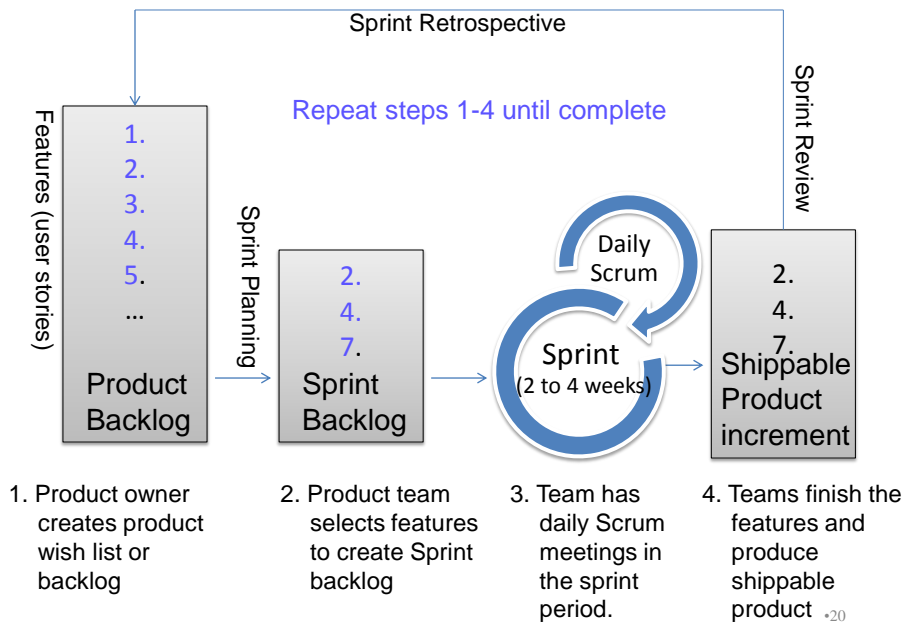 Sprint Retrospective
Repeat steps 1-4 until complete
Features (user stories)
1.
2.
3.
4.
5.
...
Product
Backlog
Sprint Planning
2.
4.
7.
Sprint
Backlog
Daily
Scrum
Sprint
(2 to 4 weeks)
Sprint Review
2.
4.
7.
Shippable
Product
increment
1. Product owner
creates product
wish list or
backlog
2. Product team
selects features
to create Sprint
backlog
3. Team has
daily Scrum
meetings in
the sprint
period.
4. Teams finish the
features and
produce
shippable
product
•20